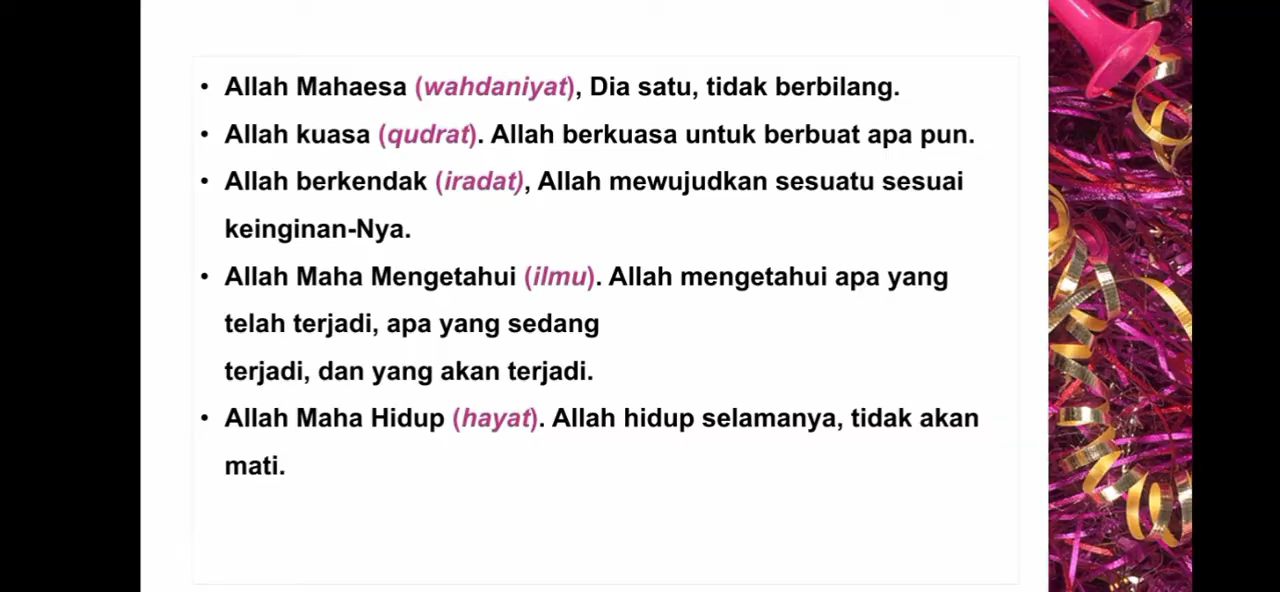 • Allah Mahaesa (wahdaniyat), Dia satu, tidak berbilang.
• Allah kuasa (qudrat). Allah berkuasa untuk berbuat apa pun.
• Allah berkendak (iradat), Allah mewujudkan sesuatu sesuai
keinginan-Nya.
• Allah Maha Mengetahui (ilmu). Allah mengetahui apa yang
telah terjadi, apa yang sedang
terjadi, dan yang akan terjadi.
• Allah Maha Hidup (hayat). Allah hidup selamanya, tidak akan
mati.